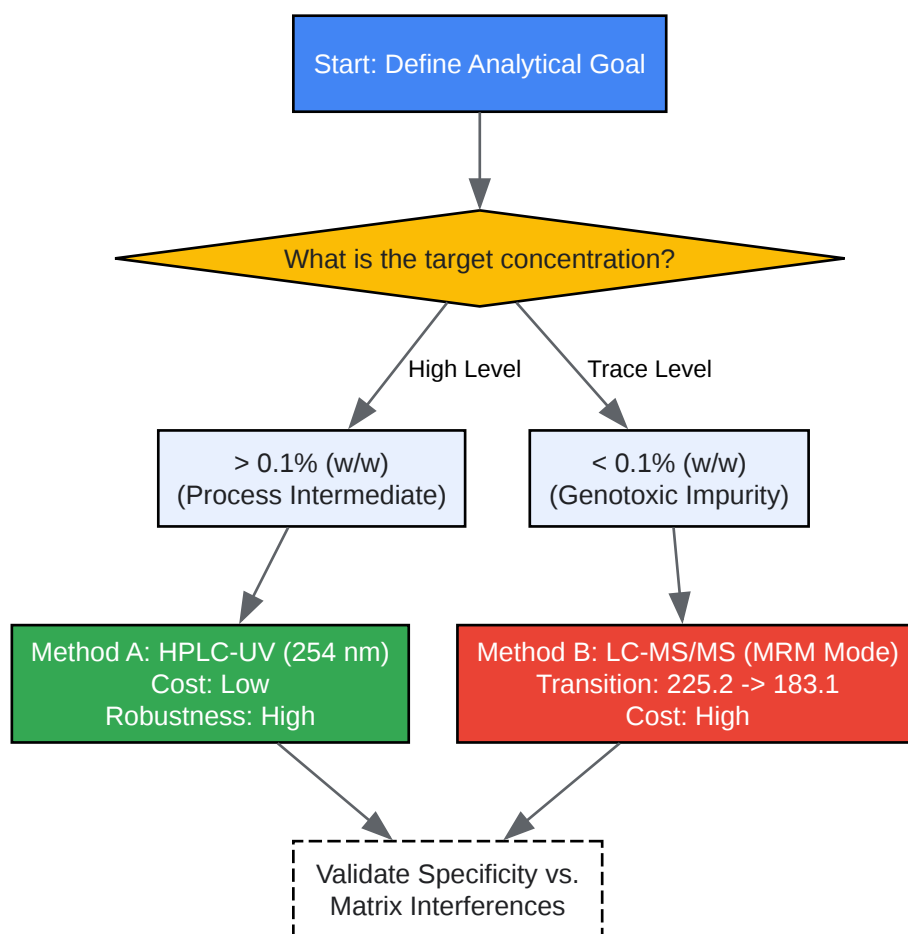 Start: Define Analytical Goal
What is the target concentration?
High Level
Trace Level
> 0.1% (w/w)
(Process Intermediate)
< 0.1% (w/w)
(Genotoxic Impurity)
Method A: HPLC-UV (254 nm)
Cost: Low
Robustness: High
Method B: LC-MS/MS (MRM Mode)
Transition: 225.2 -> 183.1
Cost: High
Validate Specificity vs.
Matrix Interferences